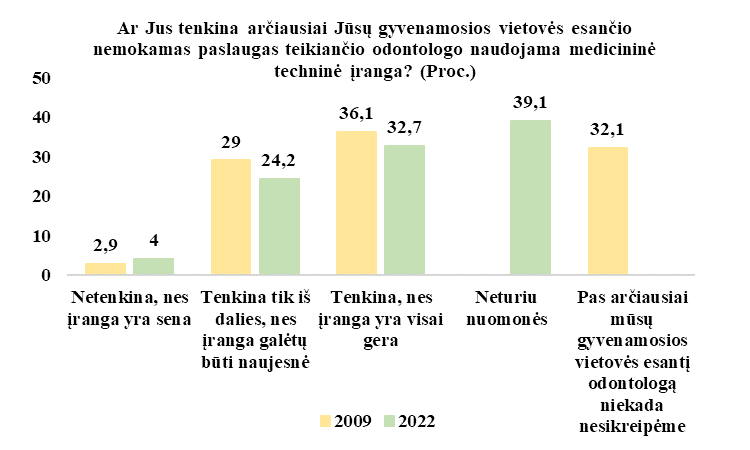 Ar Jus tenkina arčiausiai Jūsų gyvenamosios vietovės esančio
nemokamas paslaugas teikiančio odontologo naudojama medicininė
techninė įranga? (Proc.)
50
40
30
20
10
0
2,9
4
29
24,2
36,1
32,7
39,1
32,1
Netenkina, nes
įranga yra sena
Tenkina tik iš
dalies, nes
įranga galėtų
būti naujesnė
Tenkina, nes
įranga yra visai
gera
Neturiu
nuomonės
Pas arčiausiai
mūsų
gyvenamosios
vietovės esantį
odontologą
niekada
nesikreipėme
2009
2022